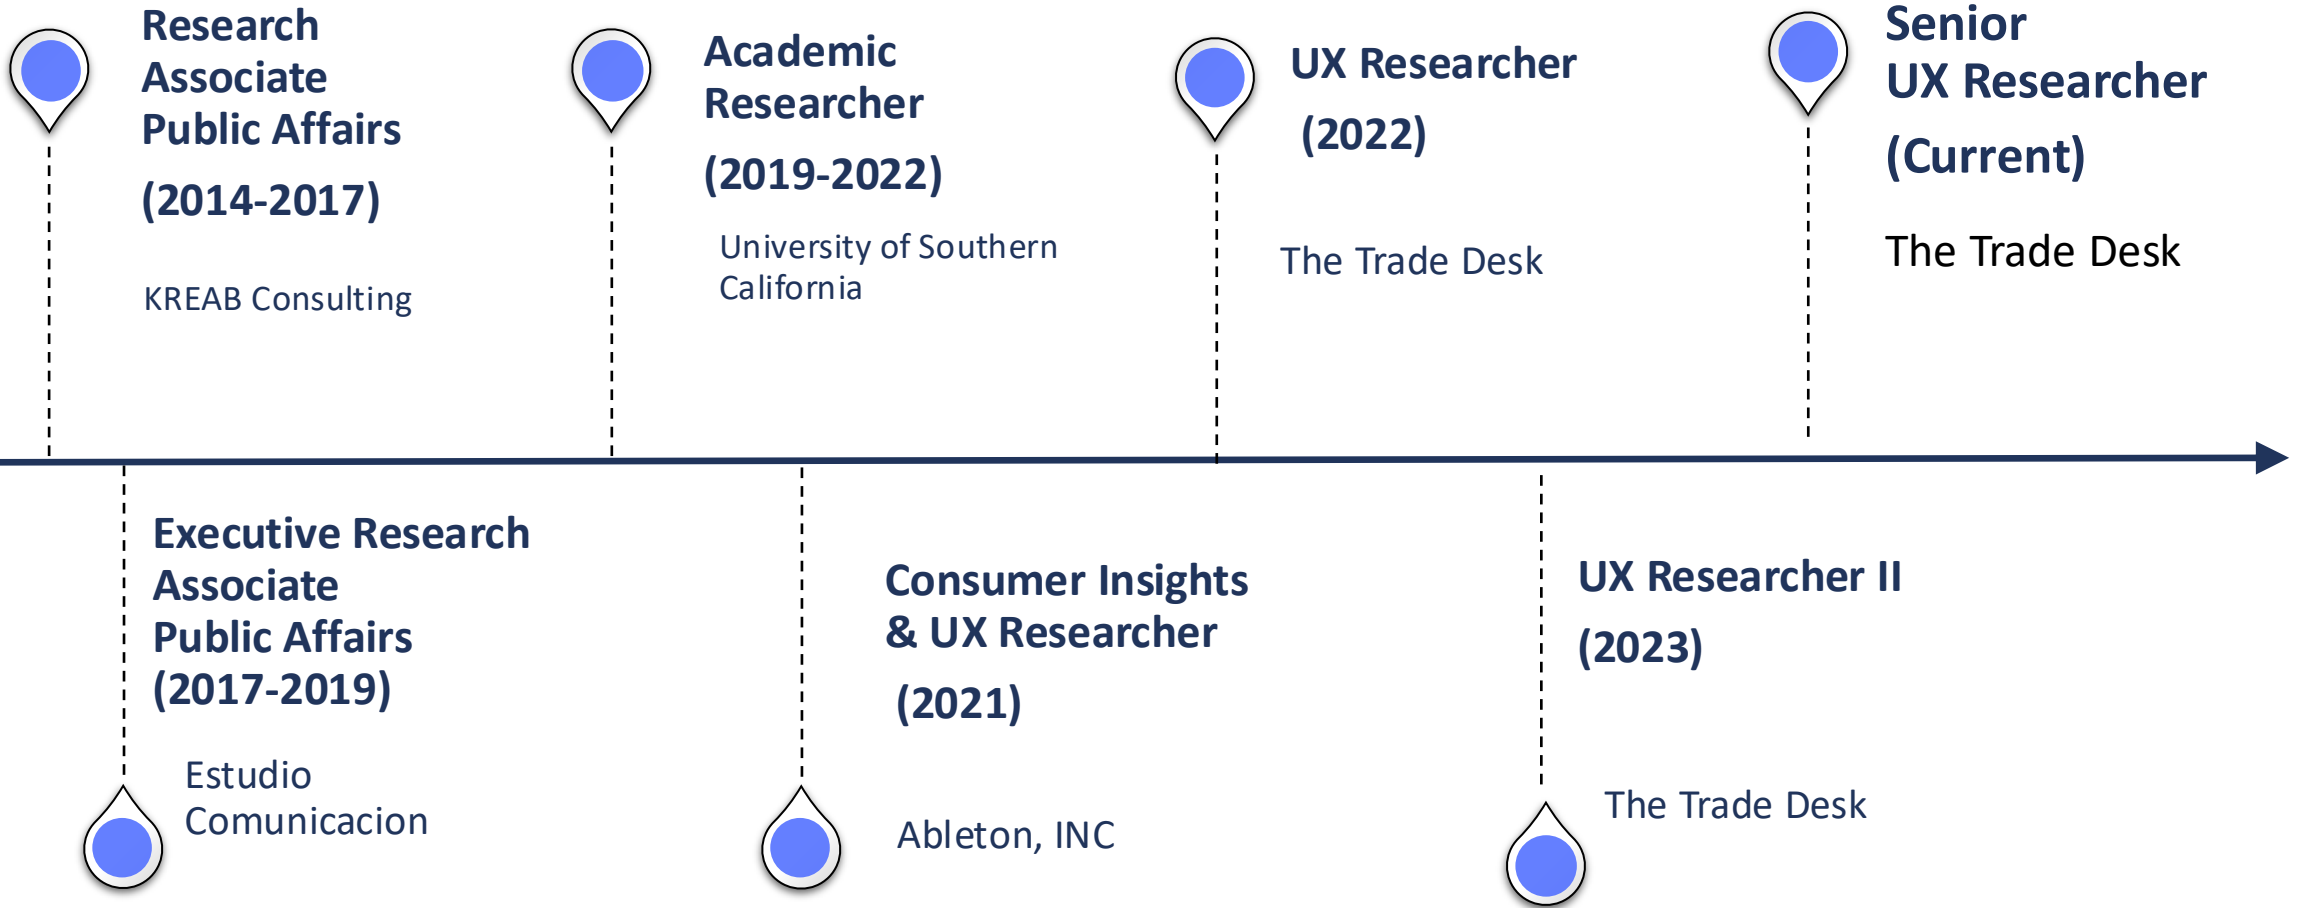 Research
Associate
Public Affairs
(2014-2017)
KREAB Consulting
Academic
Researcher
(2019-2022)
University of Southern
California
UX Researcher
(2022)
The Trade Desk
Senior
UX Researcher
(Current)
The Trade Desk
Executive Research
Associate
Public Affairs
(2017-2019)
Estudio
Comunicacion
Consumer Insights
& UX Researcher
(2021)
Ableton, INC
UX Researcher II
(2023)
The Trade Desk